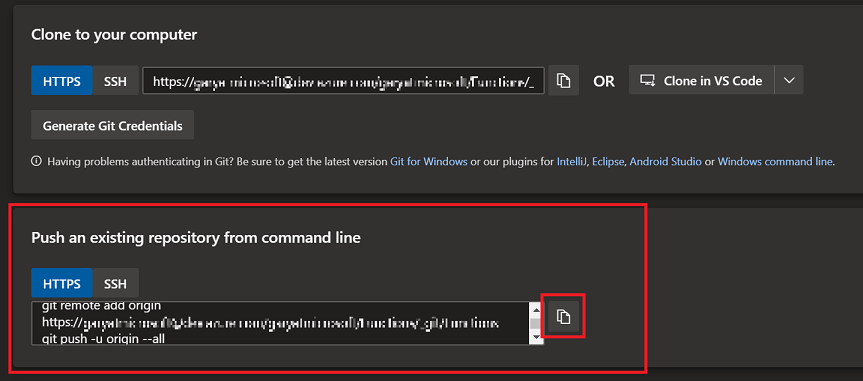 Clone to your computer
HTTPS SSH https:// OR Clone in VS Code
Generate Git Credentials
Having problems authenticating in Git? Be sure to get the latest version Git for Windows or our plugins for IntelliJ, Eclipse, Android Studio or Windows command line.
Push an existing repository from command line
HTTPS SSH
git remote add origin
https://
git push -u origin --all